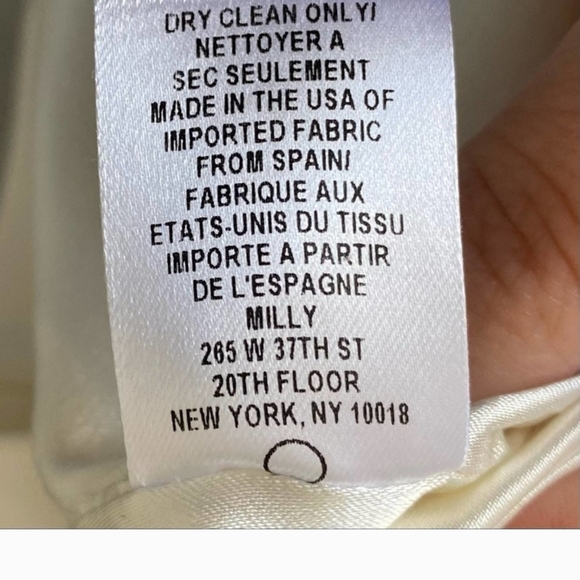 DRY CLEAN ONLY/
NETTOYER A
SEC SEULEMENT
MADE IN THE USA OF
IMPORTED FABRIC
FROM SPAIN/
FABRIQUE AUX
ETATS-UNIS DU TISSU
IMPORTE A PARTIR
DE L'ESPAGNE
MILLY
265 W 37TH ST
20TH FLOOR
NEW YORK, NY 10018